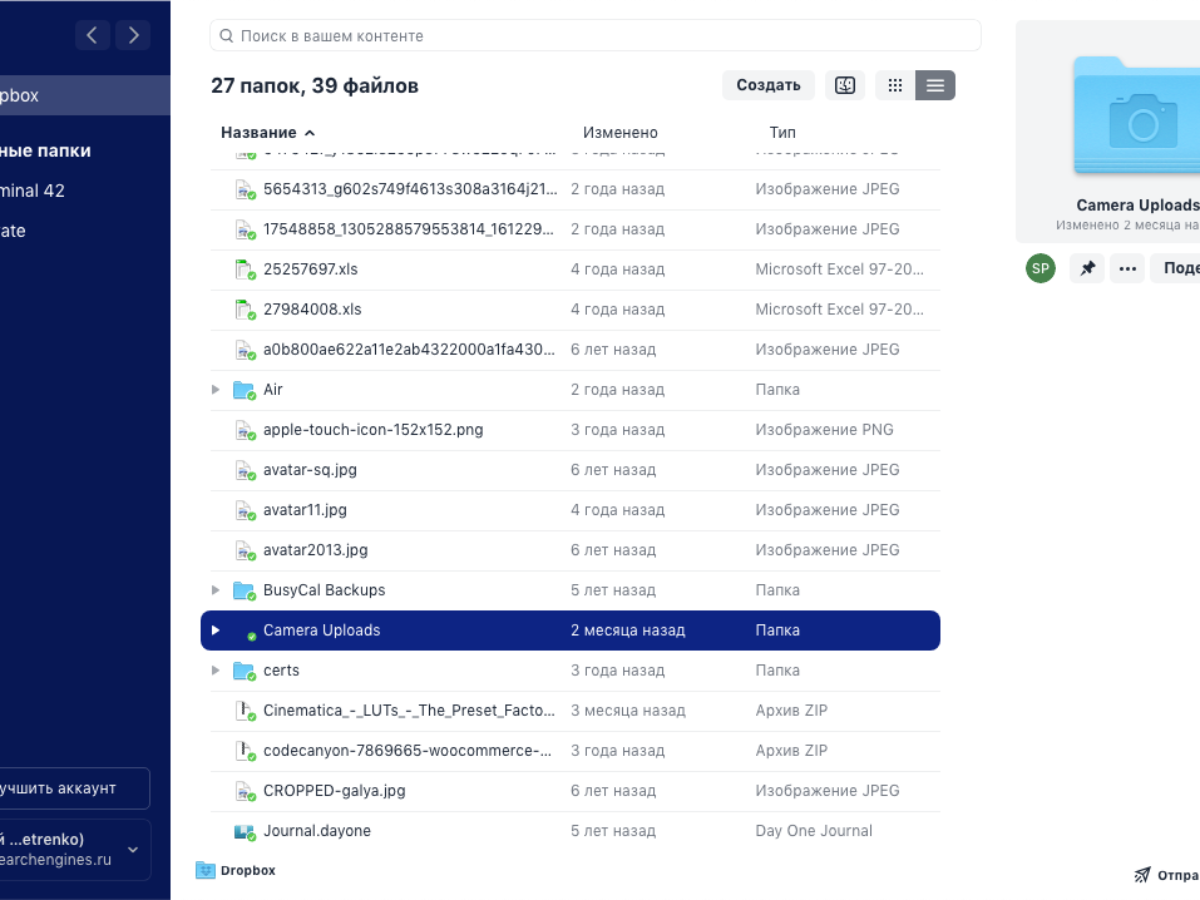 Поиск в вашем контенте
27 папок, 39 файлов
Создать
pbox
ные папки
minal 42
ate
Название Изменено Тип
5654313_g602s749f4613s308a3164j21... 2 года назад Изображение JPEG
17548858_1305288579553814_161229... 2 года назад Изображение JPEG
25257697.xls 4 года назад Microsoft Excel 97-20...
27984008.xls 4 года назад Microsoft Excel 97-20...
a0b800ae622a11e2ab4322000a1fa430... 6 лет назад Изображение JPEG
Air 2 года назад Папка
apple-touch-icon-152x152.png 3 года назад Изображение PNG
avatar-sq.jpg 6 лет назад Изображение JPEG
avatar11.jpg 4 года назад Изображение JPEG
avatar2013.jpg 6 лет назад Изображение JPEG
BusyCal Backups 5 лет назад Папка
Camera Uploads 2 месяца назад Папка
certs 3 года назад Папка
Cinematica_-_LUTs_-_The_Preset_Facto... 3 месяца назад Архив ZIP
codecanyon-7869665-woocommerce-... 3 года назад Архив ZIP
CROPPED-galya.jpg 6 лет назад Изображение JPEG
Journal.dayone 5 лет назад Day One Journal
Dropbox
учшить аккаунт
й ...etrenko)
earchengines.ru
Camera Uploads
Изменено 2 месяца на
SP
Поде
Отпра